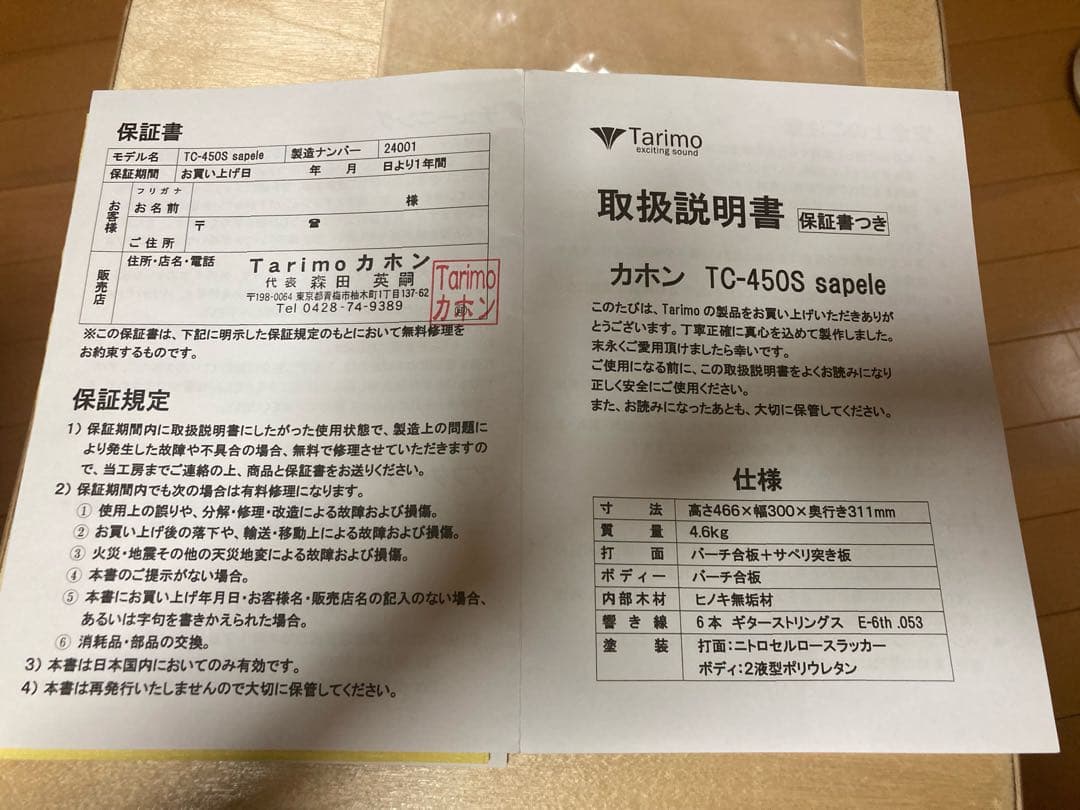 保証書
モデル名 TC-450S sapele 製造ナンバー 24001
保証期間 お買い上げ日 年 月 日より1年間
お客様
フリガナ
お名前 様
〒 ☎
ご住所
販売店
住所・店名・電話
Tarimoカホン
代表 森田 英嗣
〒198-0064 東京都青梅市柚木町1丁目137-62
Tel 0428-74-9389
Tarimo
カホン
※この保証書は、下記に明示した保証規定のもとにおいて無料修理を
お約束するものです。
保証規定
1) 保証期間内に取扱説明書にしたがった使用状態で、製造上の問題に
より発生した故障や不具合の場合、無料で修理させていただきますの
で、当工房までご連絡の上、商品と保証書をお送りください。
2) 保証期間内でも次の場合は有料修理になります。
① 使用上の誤りや、分解・修理・改造による故障および損傷。
② お買い上げ後の落下や、輸送・移動上による故障および損傷。
③ 火災・地震その他の天災地変による故障および損傷。
④ 本書のご提示がない場合。
⑤ 本書にお買い上げ年月日・お客様名・販売店名の記入のない場合、
あるいは字句を書きかえられた場合。
⑥ 消耗品・部品の交換。
3) 本書は日本国内においてのみ有効です。
4) 本書は再発行いたしませんので大切に保管してください。
Tarimo
exciting sound
取扱説明書 保証書つき
カホン TC-450S sapele
このたびは、Tarimoの製品をお買い上げいただきありが
とうございます。丁寧正確に真心を込めて製作しました。
末永くご愛用頂けましたら幸いです。
ご使用になる前に、この取扱説明書をよくお読みになり
正しく安全にご使用ください。
また、お読みになったあとも、大切に保管してください。
仕様
寸法 高さ466×幅300×奥行き311mm
質量 4.6kg
打面 バーチ合板+サペリ突き板
ボディー バーチ合板
内部木材 ヒノキ無垢材
響き線 6本 ギターストリングス E-6th .053
塗装 打面:ニトロセルロースラッカー
ボディ:2液型ポリウレタン